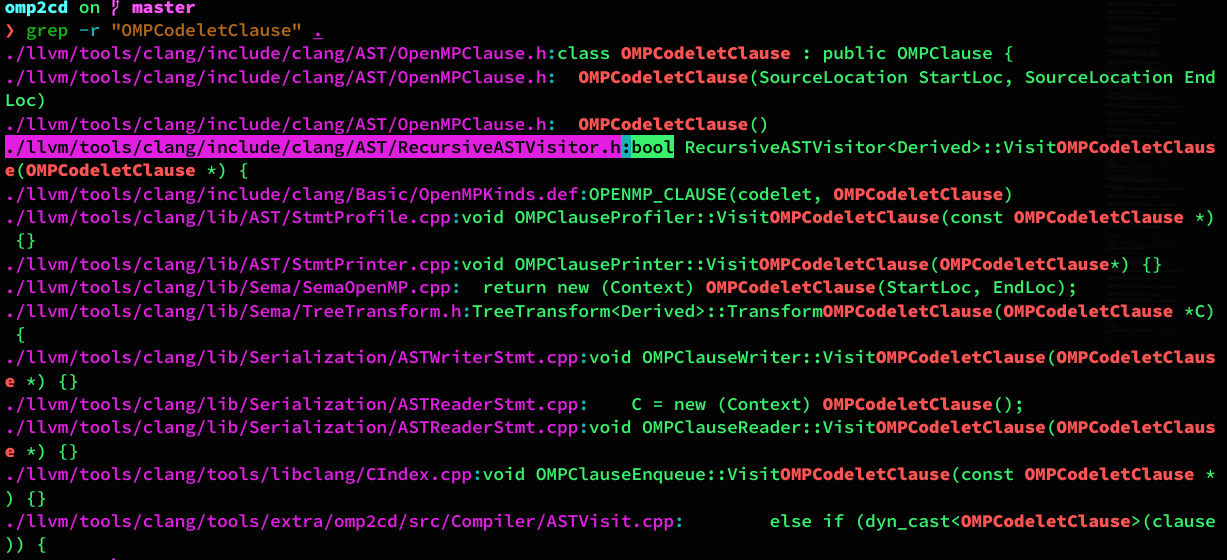 omp2cd on ᚴ master
❯ grep -r "OMPCodeletClause" .
./llvm/tools/clang/include/clang/AST/OpenMPClause.h:class OMPCodeletClause : public OMPClause {
./llvm/tools/clang/include/clang/AST/OpenMPClause.h:  OMPCodeletClause(SourceLocation StartLoc, SourceLocation End
Loc)
./llvm/tools/clang/include/clang/AST/OpenMPClause.h:  OMPCodeletClause()
./llvm/tools/clang/include/clang/AST/RecursiveASTVisitor.h:bool RecursiveASTVisitor<Derived>::VisitOMPCodeletClaus
e(OMPCodeletClause *) {
./llvm/tools/clang/include/clang/Basic/OpenMPKinds.def:OPENMP_CLAUSE(codelet, OMPCodeletClause)
./llvm/tools/clang/lib/AST/StmtProfile.cpp:void OMPClauseProfiler::VisitOMPCodeletClause(const OMPCodeletClause *)
 {}
./llvm/tools/clang/lib/AST/StmtPrinter.cpp:void OMPClausePrinter::VisitOMPCodeletClause(OMPCodeletClause*) {}
./llvm/tools/clang/lib/Sema/SemaOpenMP.cpp:  return new (Context) OMPCodeletClause(StartLoc, EndLoc);
./llvm/tools/clang/lib/Sema/TreeTransform.h:TreeTransform<Derived>::TransformOMPCodeletClause(OMPCodeletClause *C)
 {
./llvm/tools/clang/lib/Serialization/ASTWriterStmt.cpp:void OMPClauseWriter::VisitOMPCodeletClause(OMPCodeletClaus
e *) {}
./llvm/tools/clang/lib/Serialization/ASTReaderStmt.cpp:    C = new (Context) OMPCodeletClause();
./llvm/tools/clang/lib/Serialization/ASTReaderStmt.cpp:void OMPClauseReader::VisitOMPCodeletClause(OMPCodeletClaus
e *) {}
./llvm/tools/clang/tools/libclang/CIndex.cpp:void OMPClauseEnqueue::VisitOMPCodeletClause(const OMPCodeletClause *
) {}
./llvm/tools/clang/tools/extra/omp2cd/src/Compiler/ASTVisit.cpp:        else if (dyn_cast<OMPCodeletClause>(clause
)) {